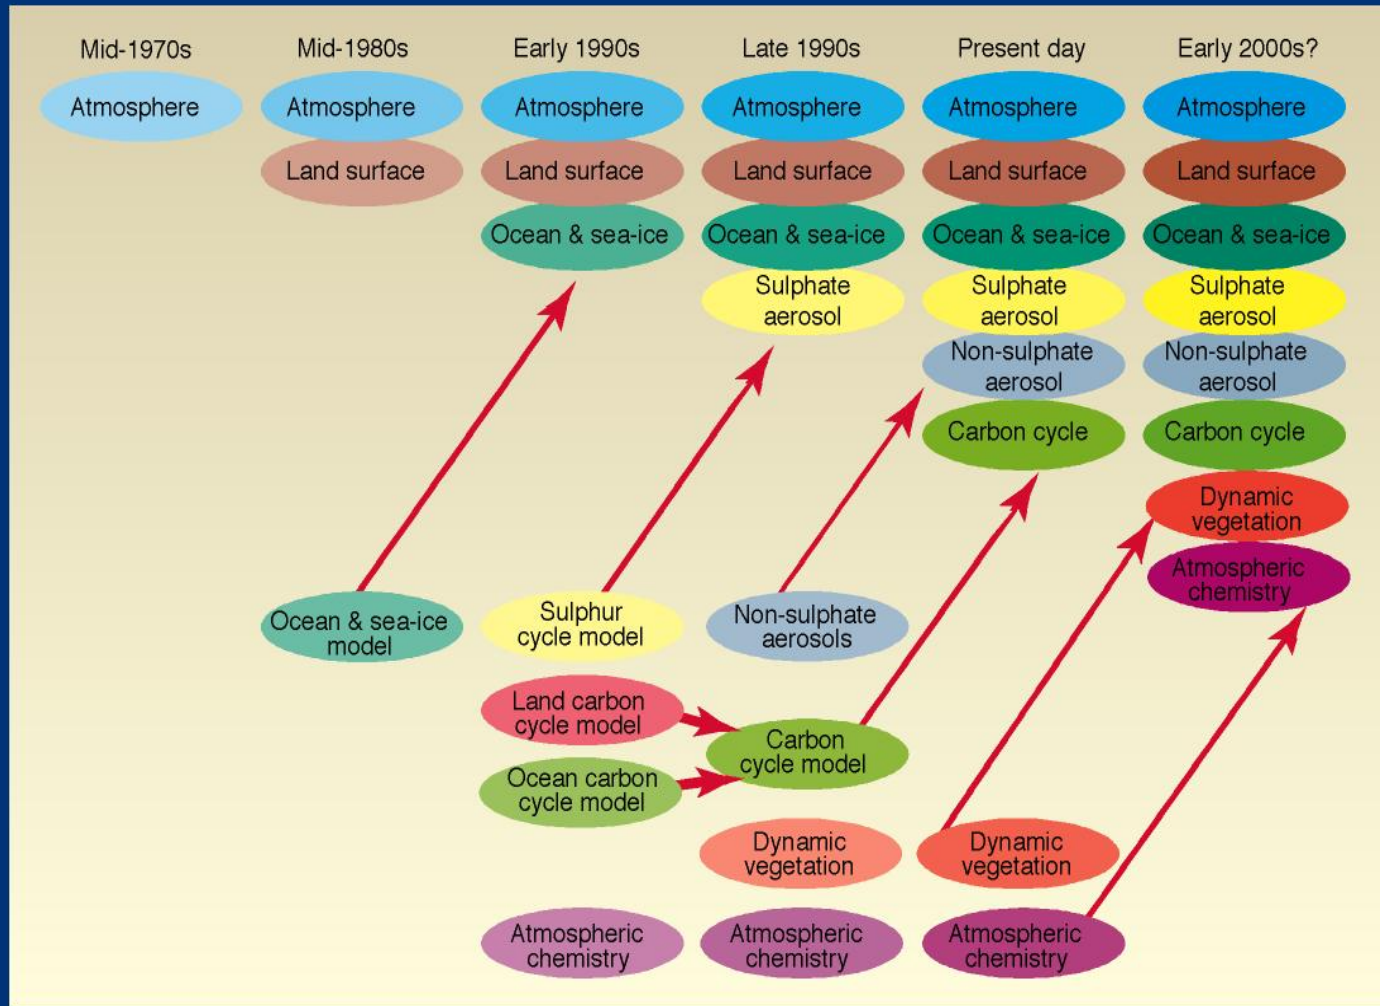 Mid-1970s
Mid-1980s
Early 1990s
Late 1990s
Present day
Early 2000s?
Atmosphere
Atmosphere
Atmosphere
Atmosphere
Atmosphere
Atmosphere
Land surface
Land surface
Land surface
Land surface
Land surface
Ocean & sea-ice
Ocean & sea-ice
Ocean & sea-ice
Ocean & sea-ice
Sulphate
aerosol
Sulphate
aerosol
Sulphate
aerosol
Non-sulphate
aerosol
Non-sulphate
aerosol
Carbon cycle
Carbon cycle
Dynamic
vegetation
Atmospheric
chemistry
Ocean & sea-ice
model
Sulphur
cycle model
Non-sulphate
aerosols
Land carbon
cycle model
Carbon
cycle model
Ocean carbon
cycle model
Dynamic
vegetation
Dynamic
vegetation
Atmospheric
chemistry
Atmospheric
chemistry
Atmospheric
chemistry